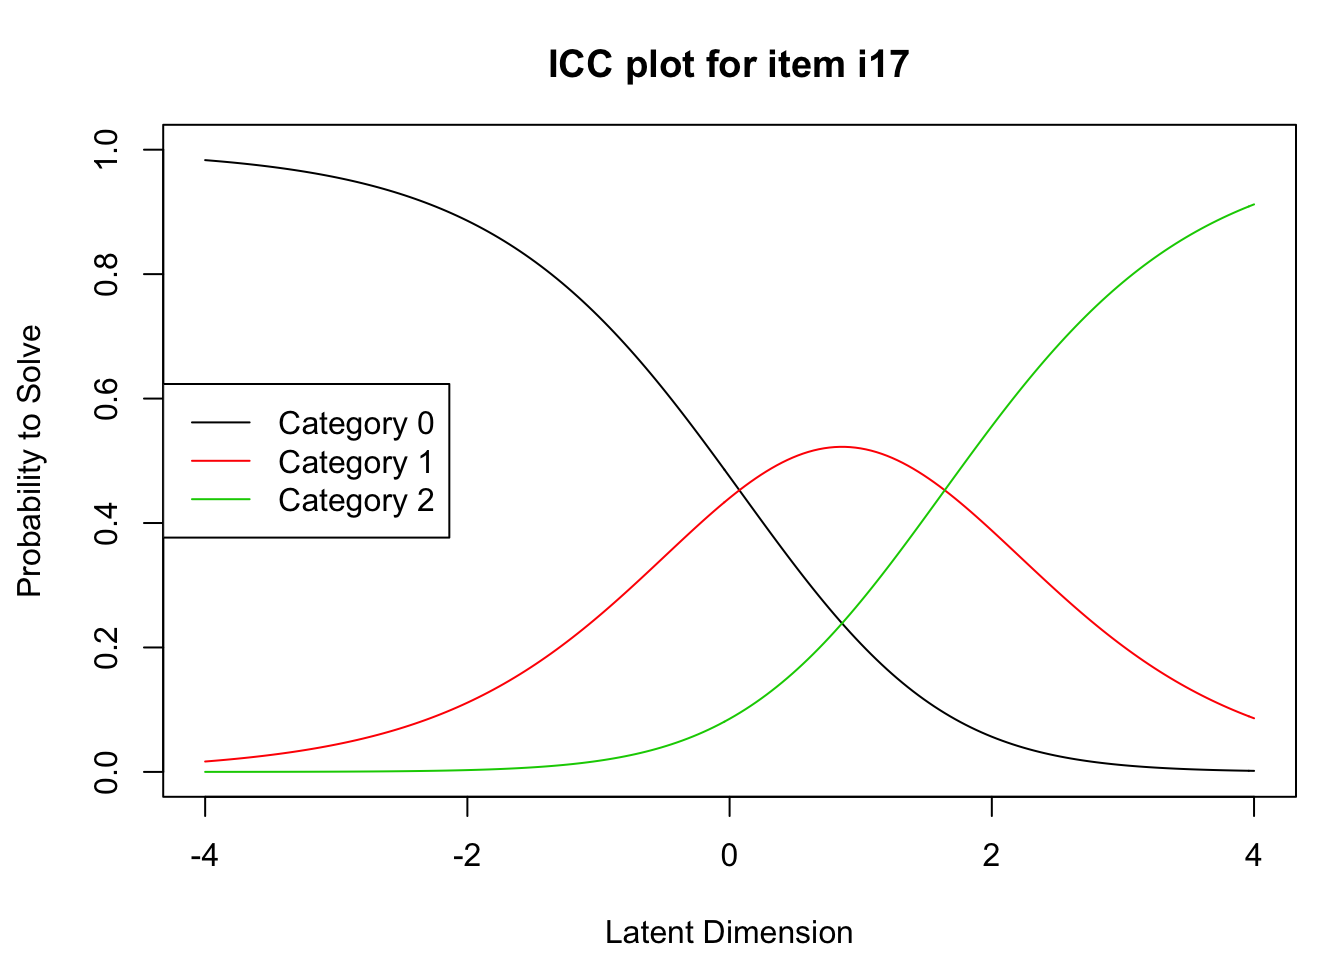 ICC plot for item i17
Probability to Solve
1.0
0.8
0.6
0.4
0.2
0.0
Category 0
Category 1
Category 2
-4 -2 0 2 4
Latent Dimension